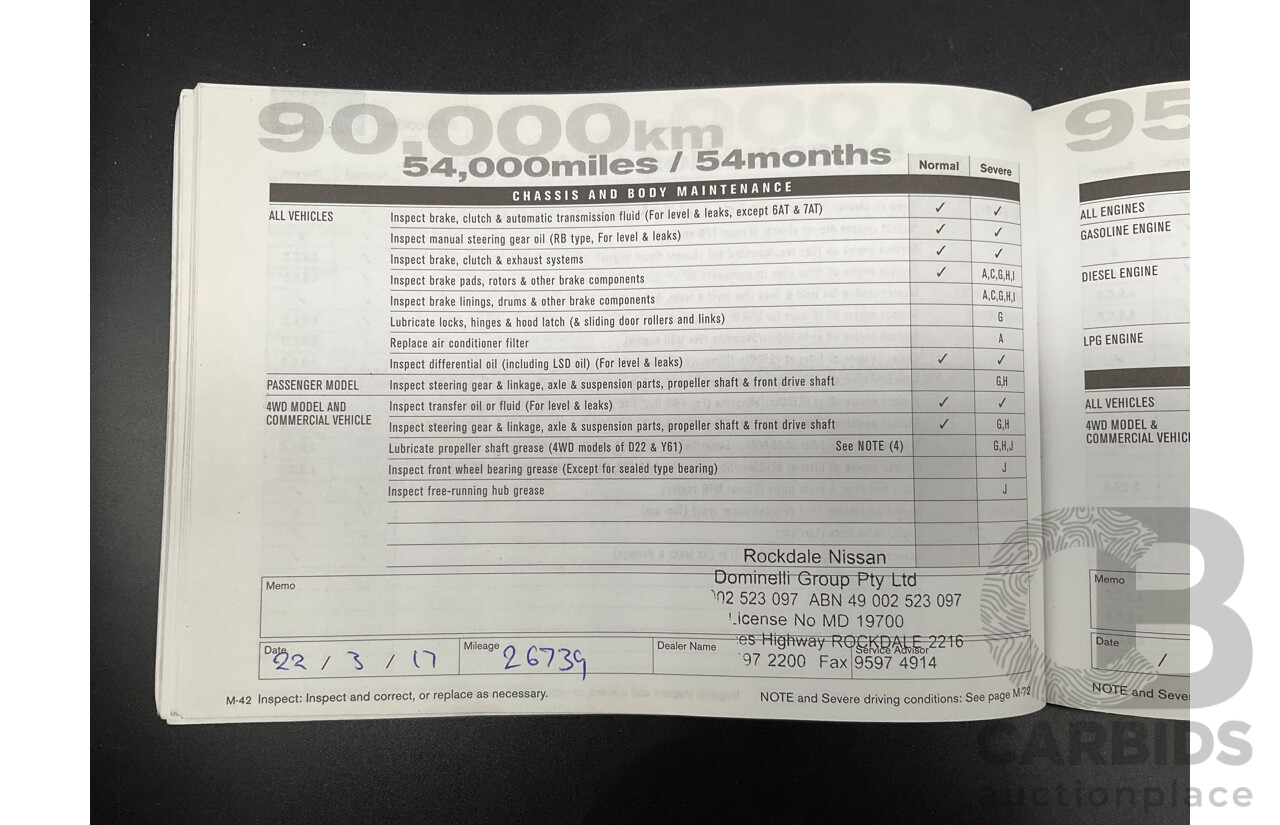 90,000km
54,000miles / 54months
Normal Severe
CHASSIS AND BODY MAINTENANCE
ALL VEHICLES Inspect brake, clutch & automatic transmission fluid (For level & leaks, except 6AT & 7AT) ✓ ✓
Inspect manual steering gear oil (RB type, For level & leaks) ✓ ✓
Inspect brake, clutch & exhaust systems ✓ ✓
Inspect brake pads, rotors & other brake components ✓ A,C,G,H,I
Inspect brake linings, drums & other brake components A,C,G,H,I
Lubricate locks, hinges & hood latch (& sliding door rollers and links) G
Replace air conditioner filter A
Inspect differential oil (including LSD oil) (For level & leaks) ✓ ✓
PASSENGER MODEL Inspect steering gear & linkage, axle & suspension parts, propeller shaft & front drive shaft G,H
4WD MODEL AND COMMERCIAL VEHICLE Inspect transfer oil or fluid (For level & leaks) ✓ ✓
Inspect steering gear & linkage, axle & suspension parts, propeller shaft & front drive shaft ✓ G,H
Lubricate propeller shaft grease (4WD models of D22 & Y61) See NOTE (4) G,H,J
Inspect front wheel bearing grease (Except for sealed type bearing) J
Inspect free-running hub grease J
Memo
Rockdale Nissan
Dominelli Group Pty Ltd
02 523 097 ABN 49 002 523 097
License No MD 19700
es Highway ROCKDALE 2216
97 2200 Fax 9597 4914
Date 22 / 3 / 17 Mileage 26739 Dealer Name Service Advisor
M-42 Inspect: Inspect and correct, or replace as necessary. NOTE and Severe driving conditions: See page M-72
95
ALL ENGINES
GASOLINE ENGINE
DIESEL ENGINE
LPG ENGINE
ALL VEHICLES
4WD MODEL &
COMMERCIAL VEHICL
Memo
Date /
NOTE and Seve
CB
CARBIDS
auctionplace